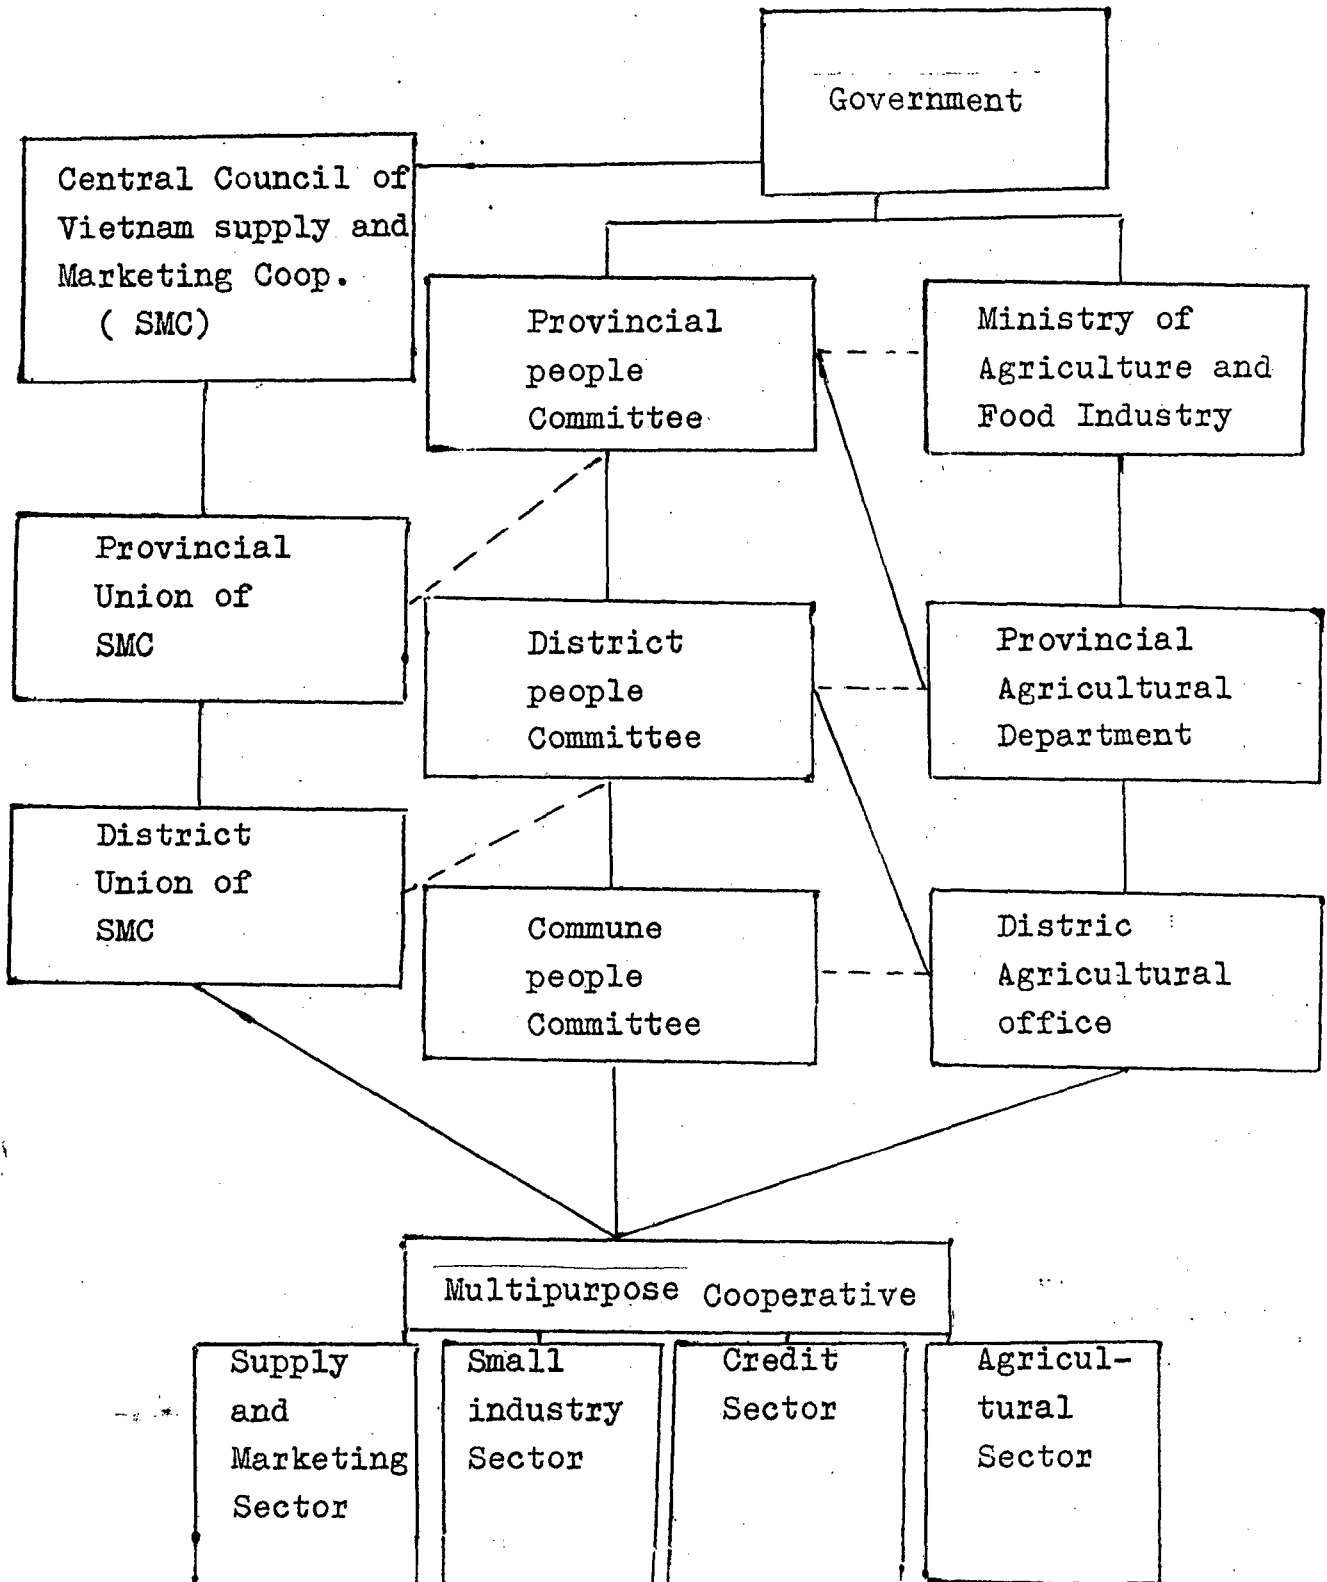 Government
Central Council of
Vietnam supply and
Marketing Coop.
( SMC)
Provincial
people
Committee
Ministry of
Agriculture and
Food Industry
Provincial
Union of
SMC
District
people
Committee
Provincial
Agricultural
Department
District
Union of
SMC
Commune
people
Committee
Distric
Agricultural
office
Multipurpose Cooperative
Supply
and
Marketing
Sector
Small
industry
Sector
Credit
Sector
Agricul-
tural
Sector